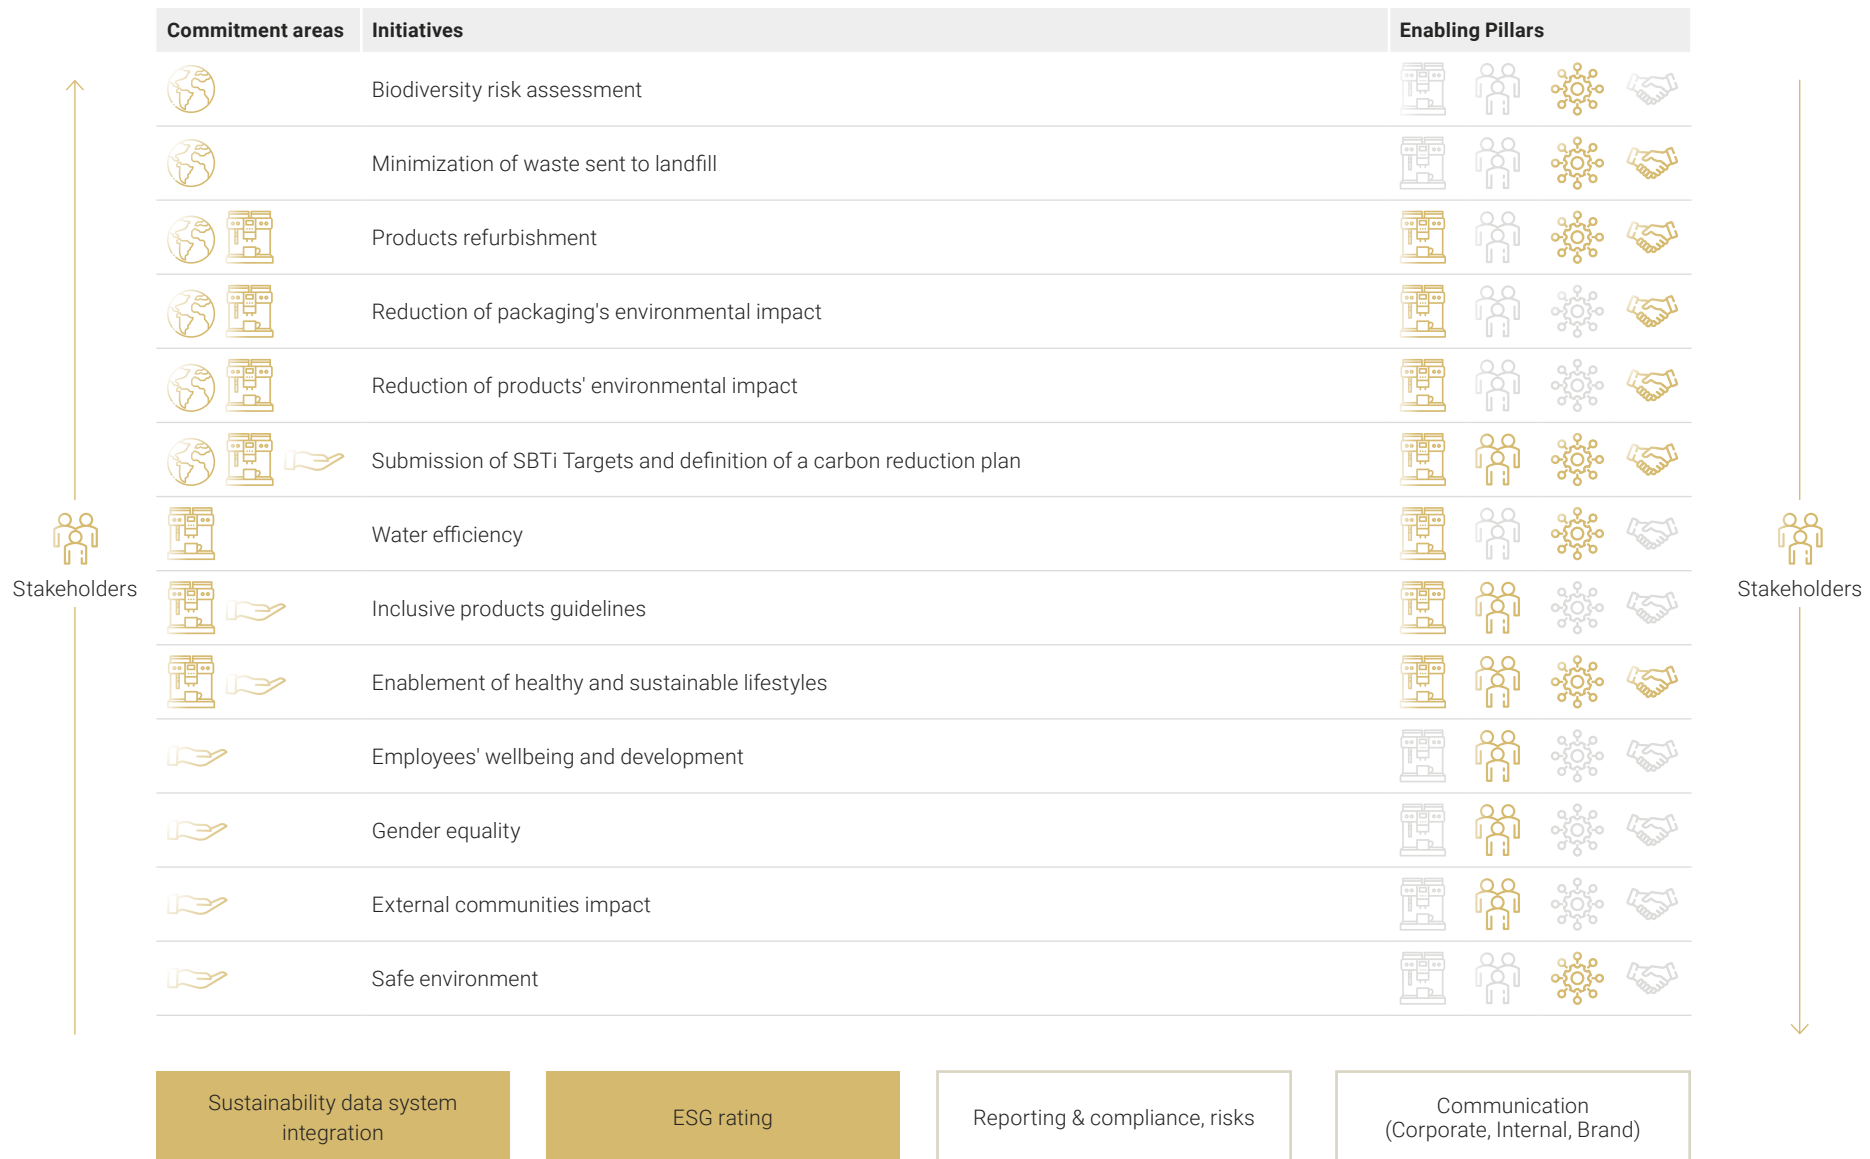 Commitment areas Initiatives Enabling Pillars
Biodiversity risk assessment
Minimization of waste sent to landfill
Products refurbishment
Reduction of packaging's environmental impact
Reduction of products' environmental impact
Submission of SBTi Targets and definition of a carbon reduction plan
Water efficiency
Stakeholders
Stakeholders
Inclusive products guidelines
Enablement of healthy and sustainable lifestyles
Employees' wellbeing and development
Gender equality
External communities impact
Safe environment
Sustainability data system
integration
ESG rating
Reporting & compliance, risks
Communication
(Corporate, Internal, Brand)